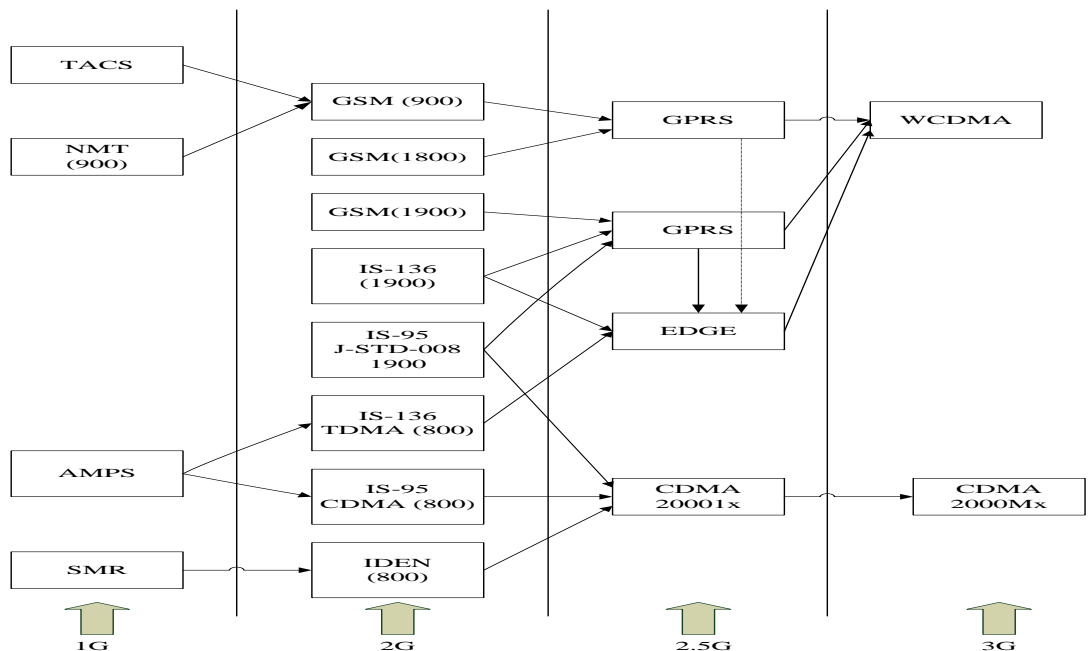 TACS
NMT
(900)
AMPS
SMR
1G
GSM (900)
GSM(1800)
GSM(1900)
IS-136
(1900)
IS-95
J-STD-008
1900
IS-136
TDMA (800)
IS-95
CDMA (800)
IDEN
(800)
2G
GPRS
GPRS
EDGE
CDMA
20001x
2.5G
WCDMA
CDMA
2000Mx
3G